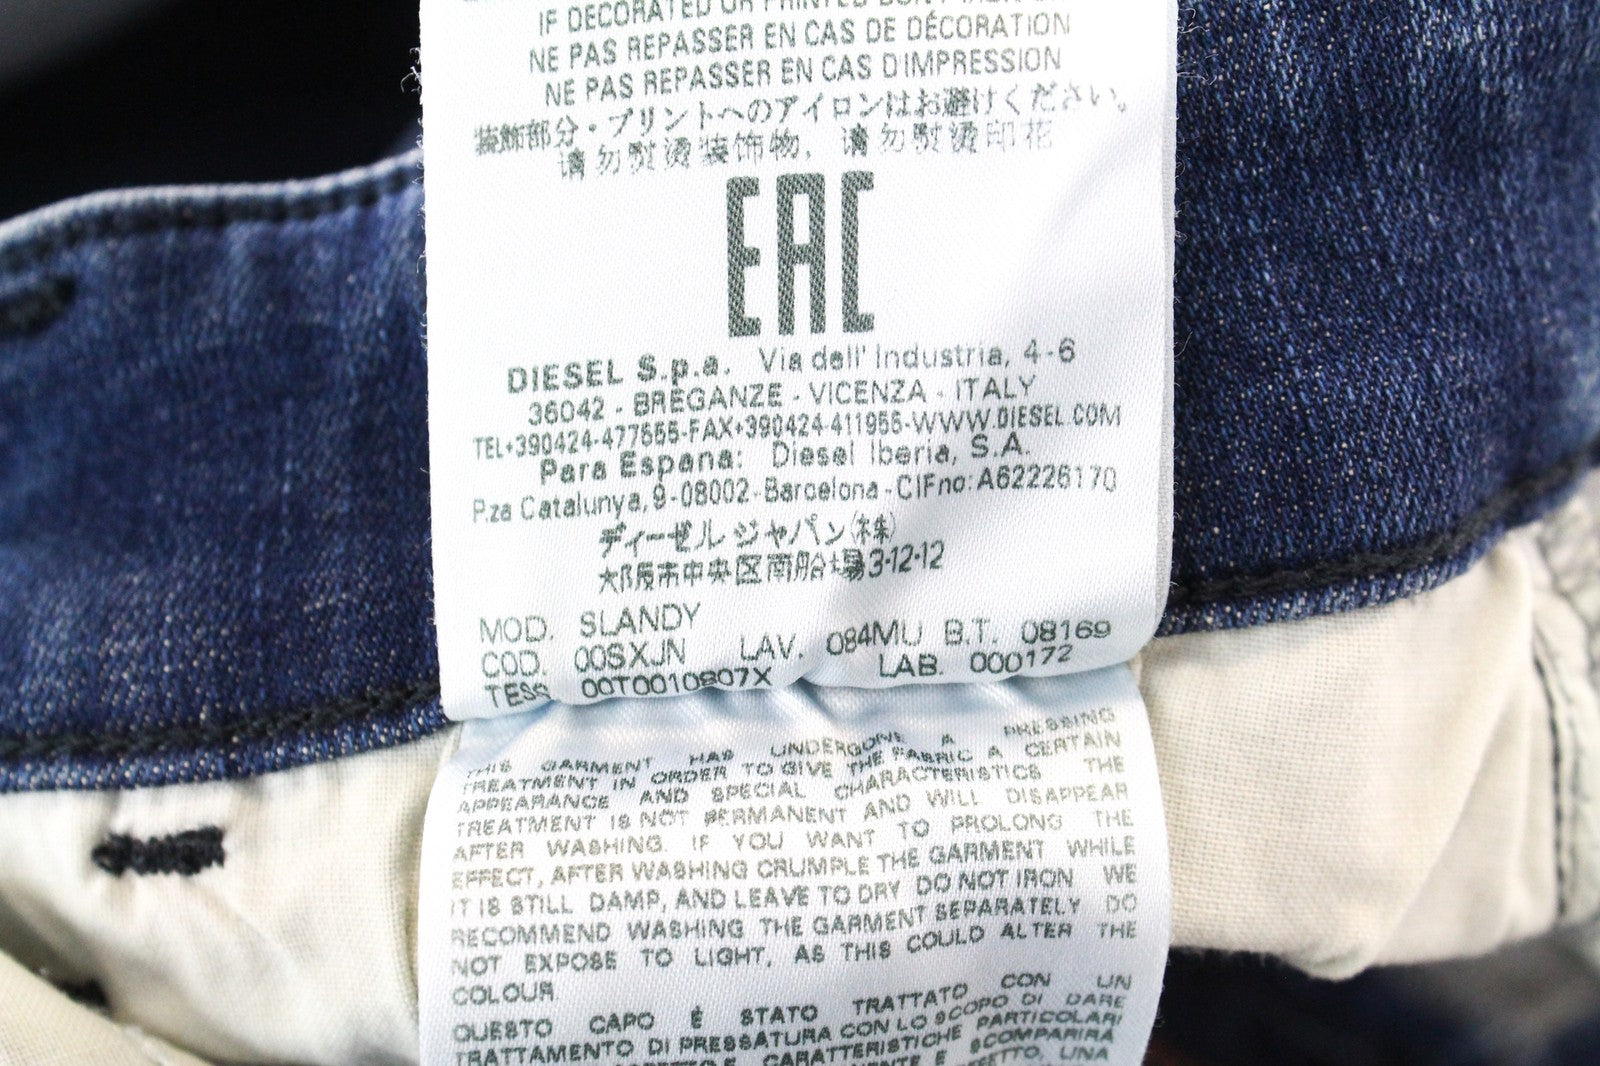 IF DECORATED OR PRINTED DON'T IRON
NE PAS REPASSER EN CAS DE DÉCORATION
NE PAS REPASSER EN CAS D'IMPRESSION
装飾部分・プリントへのアイロンはお避けください。
请勿熨烫装饰物，请勿熨烫印花
EAC
DIESEL S.p.a. Via dell' Industria, 4-6
36042 - BREGANZE - VICENZA - ITALY
TEL+390424-477555-FAX+390424-411955-WWW.DIESEL.COM
Para Espana: Diesel Iberia, S.A.
P.za Catalunya, 9-08002-Barcelona-CIFno:A62226170
ディーゼル ジャパン(株)
大阪市中央区南船場3-12-12
MOD. SLANDY
COD. 00SXJN LAV. 084MU B.T. 08169
TESS. 00T0010807X LAB. 000172
THIS GARMENT HAS UNDERGONE A PRESSING
TREATMENT IN ORDER TO GIVE THE FABRIC A CERTAIN
APPEARANCE AND SPECIAL CHARACTERISTICS THE
TREATMENT IS NOT PERMANENT AND WILL DISAPPEAR
AFTER WASHING. IF YOU WANT TO PROLONG THE
EFFECT, AFTER WASHING CRUMPLE THE GARMENT WHILE
IT IS STILL DAMP, AND LEAVE TO DRY DO NOT IRON WE
RECOMMEND WASHING THE GARMENT SEPARATELY DO
NOT EXPOSE TO LIGHT, AS THIS COULD ALTER THE
COLOUR
QUESTO CAPO È STATO TRATTATO CON UN
TRATTAMENTO DI PRESSATURA CON LO SCOPO DI DARE
CARATTERISTICHE PARTICOLARI
E SCOMPARIRÀ
UNA